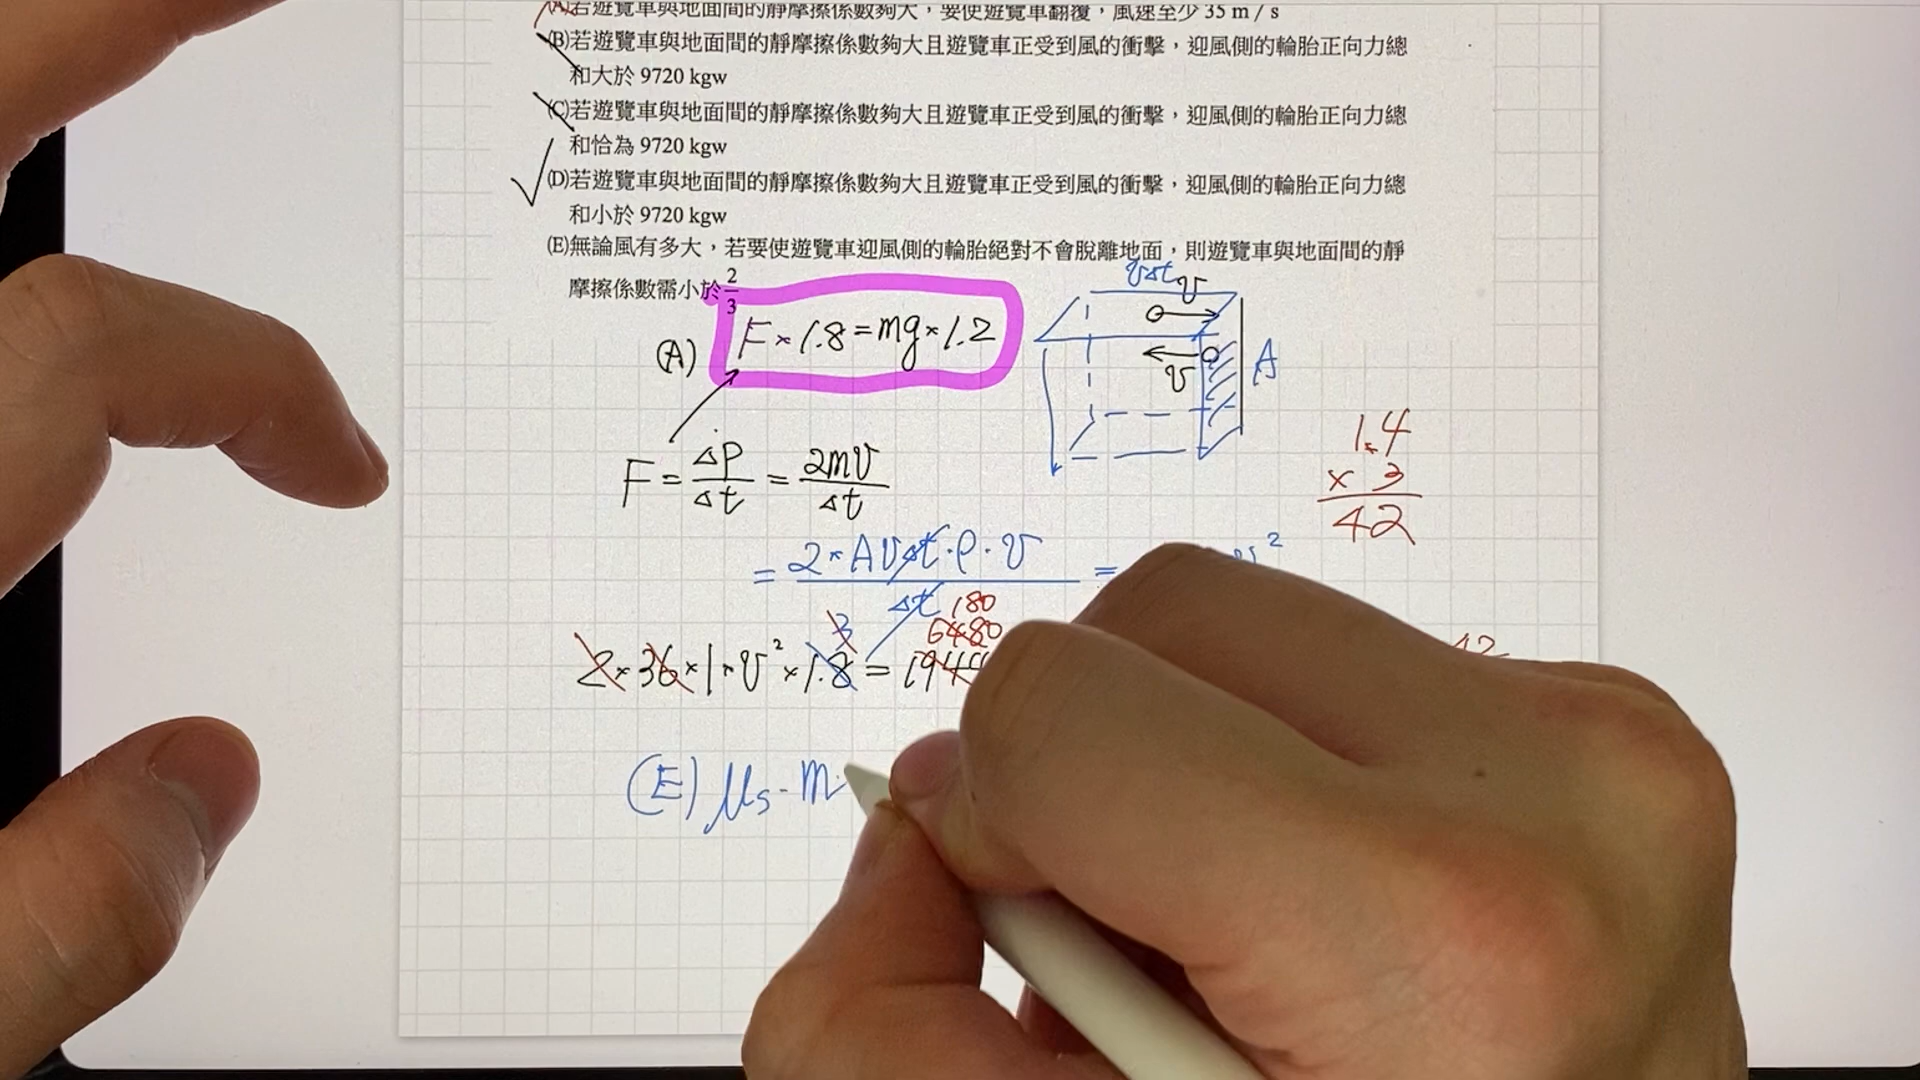 (A)若遊覽車與地面間的靜摩擦係數夠大，要使遊覽車翻覆，風速至少 35 m / s
(B)若遊覽車與地面間的靜摩擦係數夠大且遊覽車正受到風的衝擊，迎風側的輪胎正向力總
和大於 9720 kgw
(C)若遊覽車與地面間的靜摩擦係數夠大且遊覽車正受到風的衝擊，迎風側的輪胎正向力總
和恰為 9720 kgw
(D)若遊覽車與地面間的靜摩擦係數夠大且遊覽車正受到風的衝擊，迎風側的輪胎正向力總
和小於 9720 kgw
(E)無論風有多大，若要使遊覽車迎風側的輪胎絕對不會脫離地面，則遊覽車與地面間的靜
摩擦係數需小於 2/3
v△t v
(A) F×1.8=mg×1.2
v A
F = △P/△t = 2mv/△t
1.4
× 3
42
= 2×Av△t·ρ·v/△t =
v²
180
3 6480
2×36×1×v²×1.8=
42
(E) μs·m